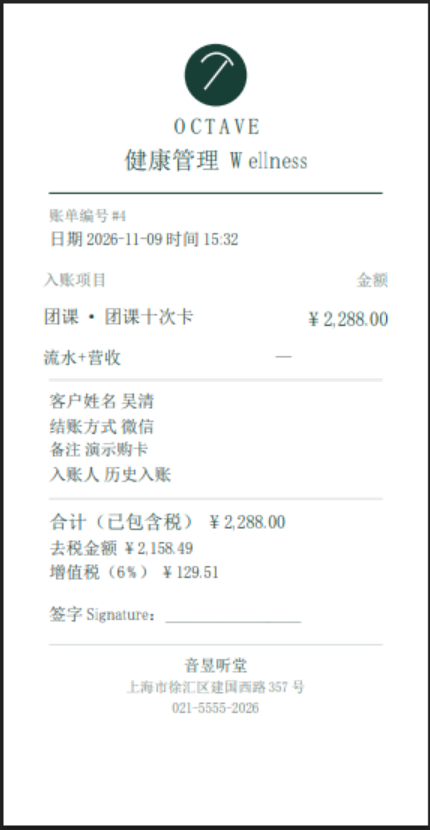 OCTAVE
健康管理 Wellness
账单编号 #4
日期 2026-11-09 时间 15:32
入账项目 金额
团课・团课十次卡 ¥ 2,288.00
流水+营收 —
客户姓名 吴清
结账方式 微信
备注 演示购卡
入账人 历史入账
合计（已包含税） ¥ 2,288.00
去税金额 ¥ 2,158.49
增值税（6%） ¥ 129.51
签字 Signature: ___________________
音昱听堂
上海市徐汇区建国西路 357 号
021-5555-2026